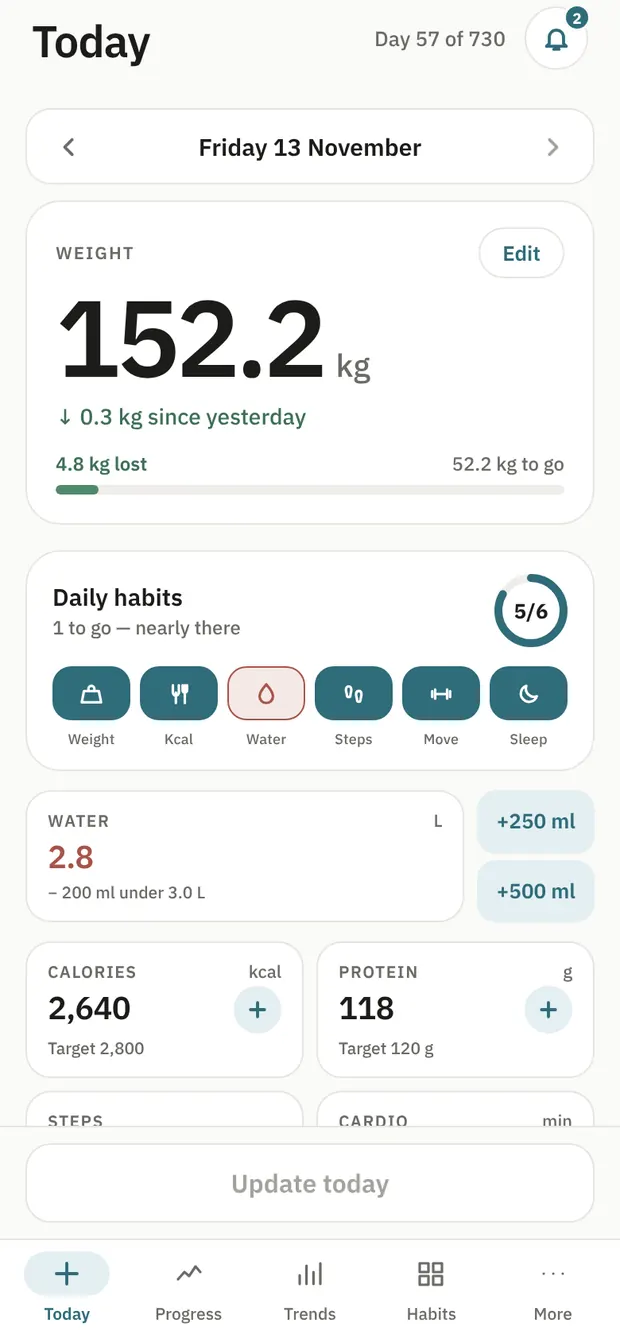 Today
Day 57 of 730
2
Friday 13 November
WEIGHT
Edit
152.2 kg
↓ 0.3 kg since yesterday
4.8 kg lost
52.2 kg to go
Daily habits
1 to go — nearly there
5/6
Weight
Kcal
Water
Steps
Move
Sleep
WATER
L
2.8
− 200 ml under 3.0 L
+250 ml
+500 ml
CALORIES
kcal
2,640
+
Target 2,800
PROTEIN
g
118
+
Target 120 g
STEPS
CARDIO
min
Update today
Today
Progress
Trends
Habits
More